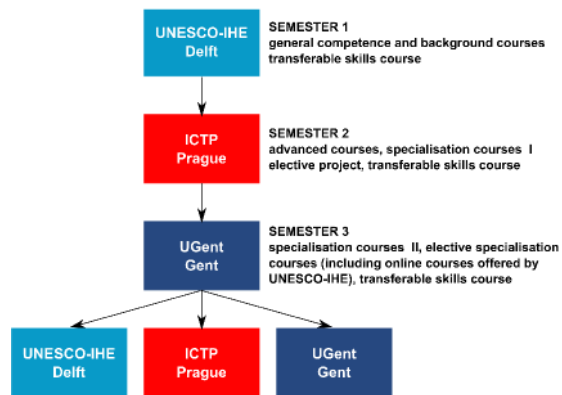 UNESCO-IHE
Delft
SEMESTER 1
general competence and background courses
transferable skills course
ICTP
Prague
SEMESTER 2
advanced courses, specialisation courses I
elective project, transferable skills course
UGent
Gent
SEMESTER 3
specialisation courses II, elective specialisation
courses (including online courses offered by
UNESCO-IHE), transferable skills course
UNESCO-IHE
Delft
ICTP
Prague
UGent
Gent